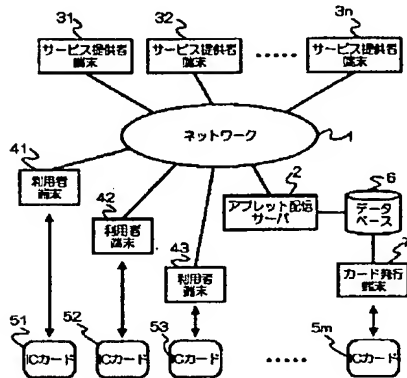 31
32
3n
サービス提供者
端末
サービス提供者
端末
サービス提供者
端末
ネットワーク
1
41
利用者
端末
42
利用者
端末
43
利用者
端末
2
アプレット配信
サーバ
6
データ
ベース
7
カード発行
端末
51
ICカード
52
ICカード
53
ICカード
5m
ICカード